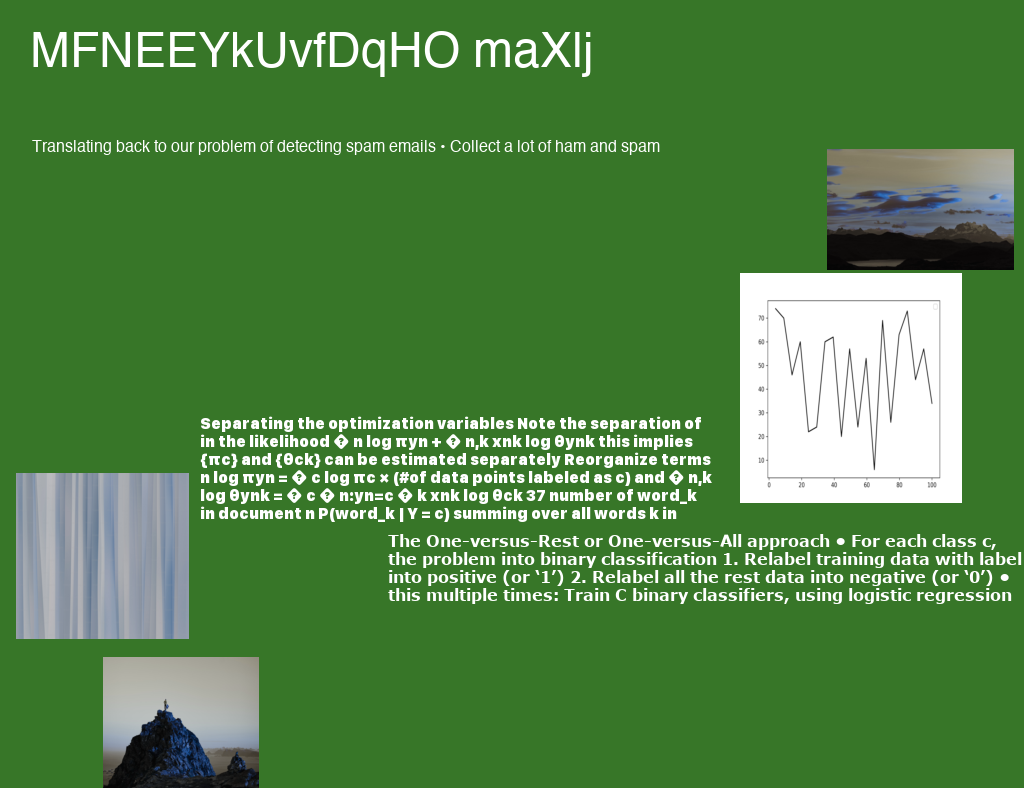 MFNEEYkUvfDqHO maXIj
Translating back to our problem of detecting spam emails • Collect a lot of ham and spam
70
60
50
40
30
20
10
0 20 40 60 80 100
Separating the optimization variables Note the separation of
in the likelihood � n log πyn + � n,k xnk log θynk this implies
{πc} and {θck} can be estimated separately Reorganize terms
n log πyn = � c log πc × (#of data points labeled as c) and � n,k
log θynk = � c � n:yn=c � k xnk log θck 37 number of word_k
in document n P(word_k | Y = c) summing over all words k in
The One-versus-Rest or One-versus-All approach • For each class c,
the problem into binary classification 1. Relabel training data with label
into positive (or ‘1’) 2. Relabel all the rest data into negative (or ‘0’) •
this multiple times: Train C binary classifiers, using logistic regression